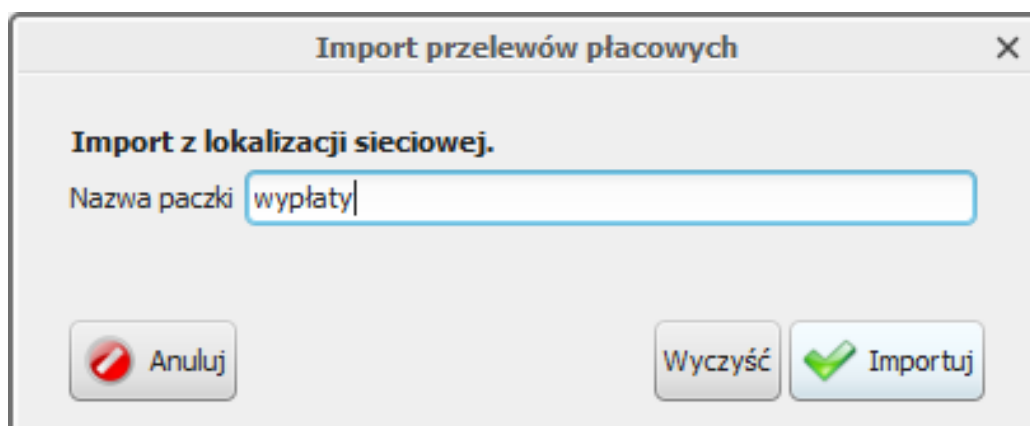 Import przelewów płacowych
Import z lokalizacji sieciowej.
Nazwa paczki wypłaty
Anuluj Wyczyść Importuj